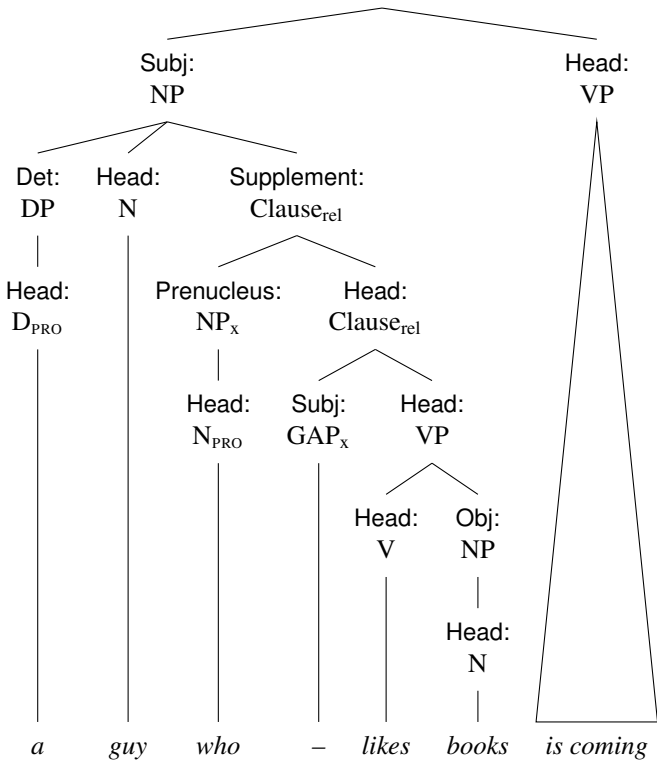 Subj: Head:
NP VP
Det: Head: Supplement:
DP N Clause_rel
Head: Prenucleus: Head:
D_PRO NP_x Clause_rel
Head: Subj: Head:
N_PRO GAP_x VP
Head: Obj:
V NP
Head:
N
a guy who – likes books is coming